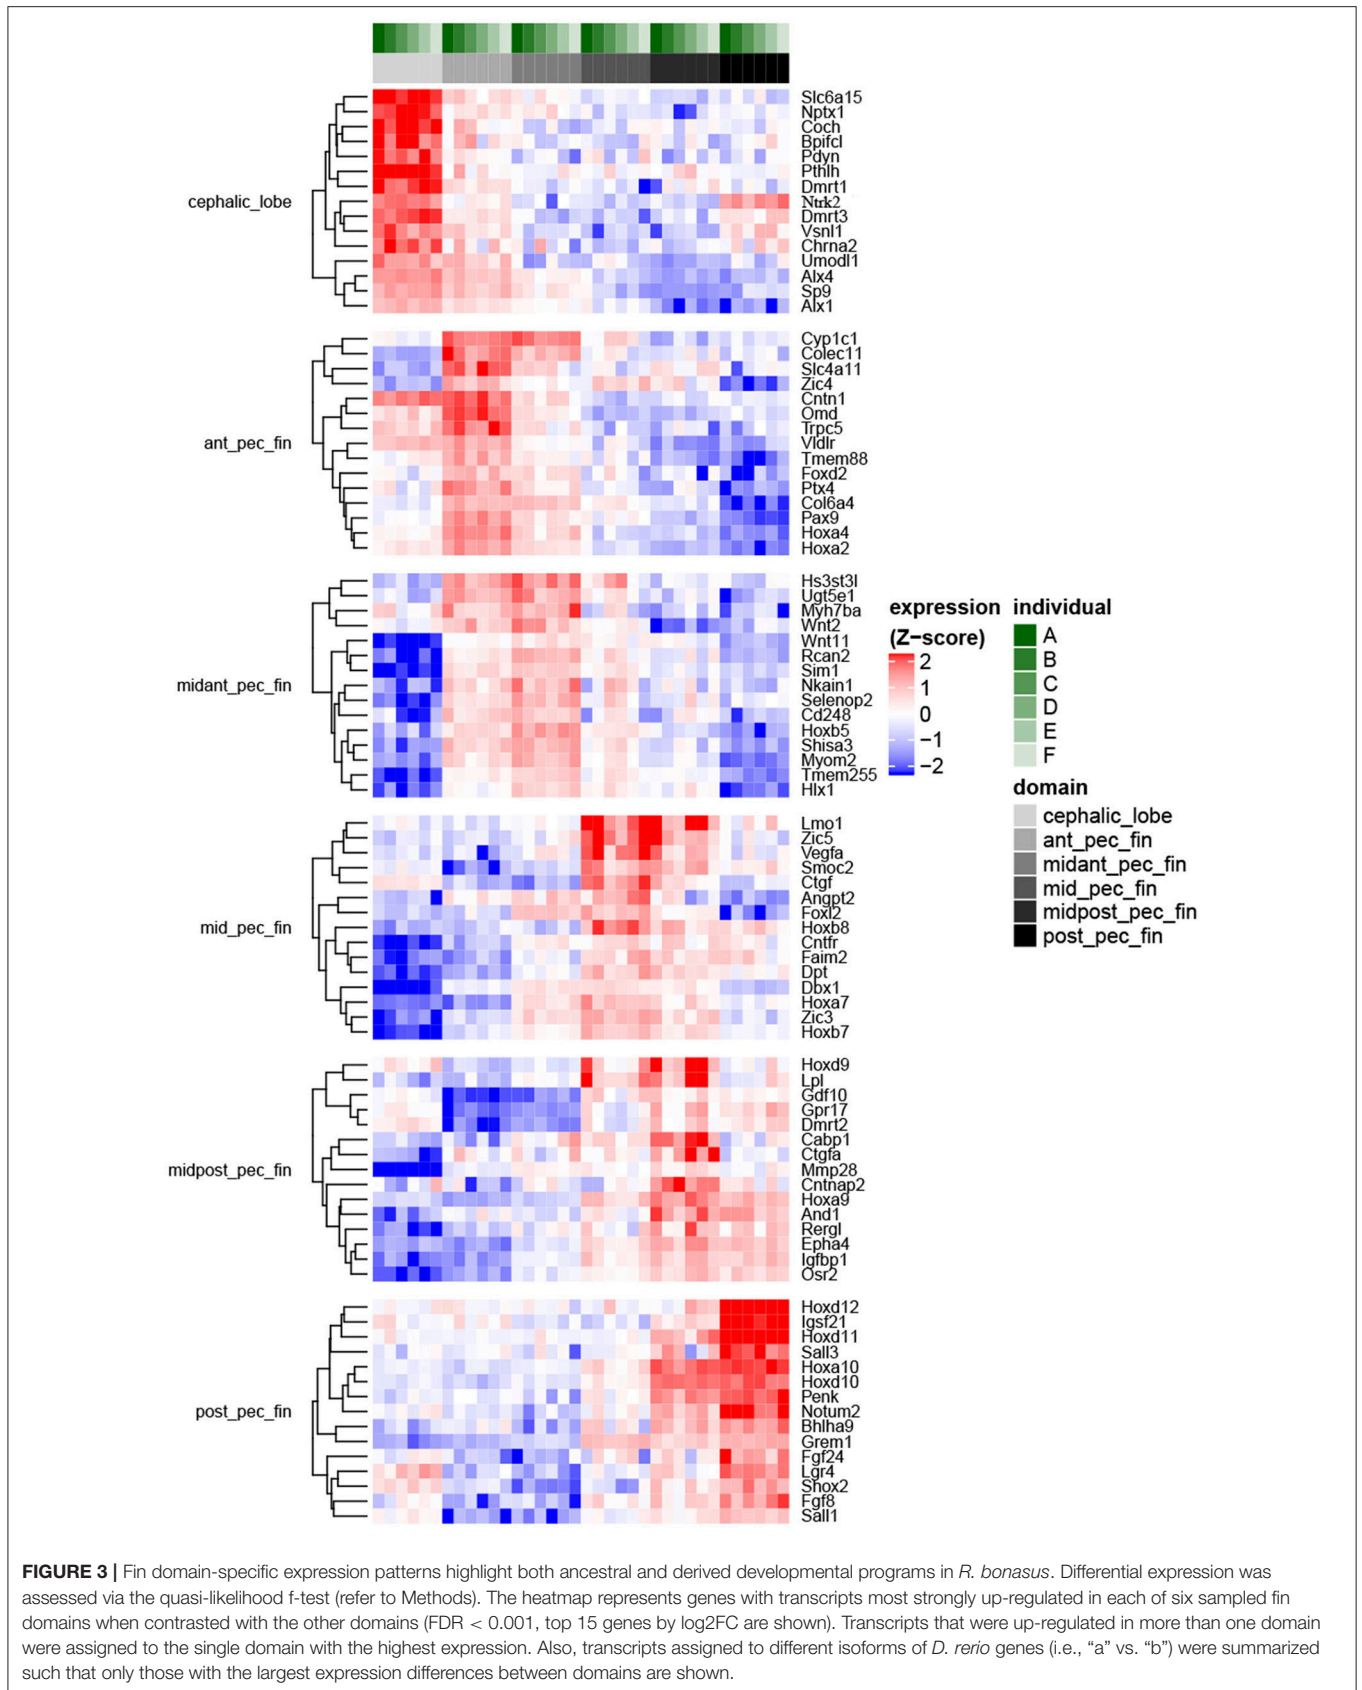 Slc6a15
Nptx1
Coch
Bpifcl
Pdyn
Pthlh
Dmrt1
cephalic_lobe
Ntrk2
Dmrt3
Vsnl1
Chrna2
Umodl1
Alx4
Sp9
Alx1
Cyp1c1
Colec11
Slc4a11
Zic4
Cntn1
Omd
Trpc5
ant_pec_fin
Vldlr
Tmem88
Foxd2
Ptx4
Col6a4
Pax9
Hoxa4
Hoxa2
Hs3st3l
Ugt5e1
Myh7ba
Wnt2
Wnt11
Rcan2
Sim1
midant_pec_fin
Nkain1
Selenop2
Cd248
Hoxb5
Shisa3
Myom2
Tmem255
Hlx1
expression
(Z−score)
2
1
0
−1
−2
individual
A
B
C
D
E
F
domain
cephalic_lobe
ant_pec_fin
midant_pec_fin
mid_pec_fin
midpost_pec_fin
post_pec_fin
Lmo1
Zic5
Vegfa
Smoc2
Ctgf
Angpt2
Foxl2
mid_pec_fin
Hoxb8
Cntfr
Faim2
Dpt
Dbx1
Hoxa7
Zic3
Hoxb7
Hoxd9
Lpl
Gdf10
Gpr17
Dmrt2
Cabp1
Ctgfa
midpost_pec_fin
Mmp28
Cntnap2
Hoxa9
And1
Rergl
Epha4
Igfbp1
Osr2
Hoxd12
Igsf21
Hoxd11
Sall3
Hoxa10
Hoxd10
Penk
post_pec_fin
Notum2
Bhlha9
Grem1
Fgf24
Lgr4
Shox2
Fgf8
Sall1
FIGURE 3 | Fin domain-specific expression patterns highlight both ancestral and derived developmental programs in R. bonasus. Differential expression was
assessed via the quasi-likelihood f-test (refer to Methods). The heatmap represents genes with transcripts most strongly up-regulated in each of six sampled fin
domains when contrasted with the other domains (FDR < 0.001, top 15 genes by log2FC are shown). Transcripts that were up-regulated in more than one domain
were assigned to the single domain with the highest expression. Also, transcripts assigned to different isoforms of D. rerio genes (i.e., “a” vs. “b”) were summarized
such that only those with the largest expression differences between domains are shown.